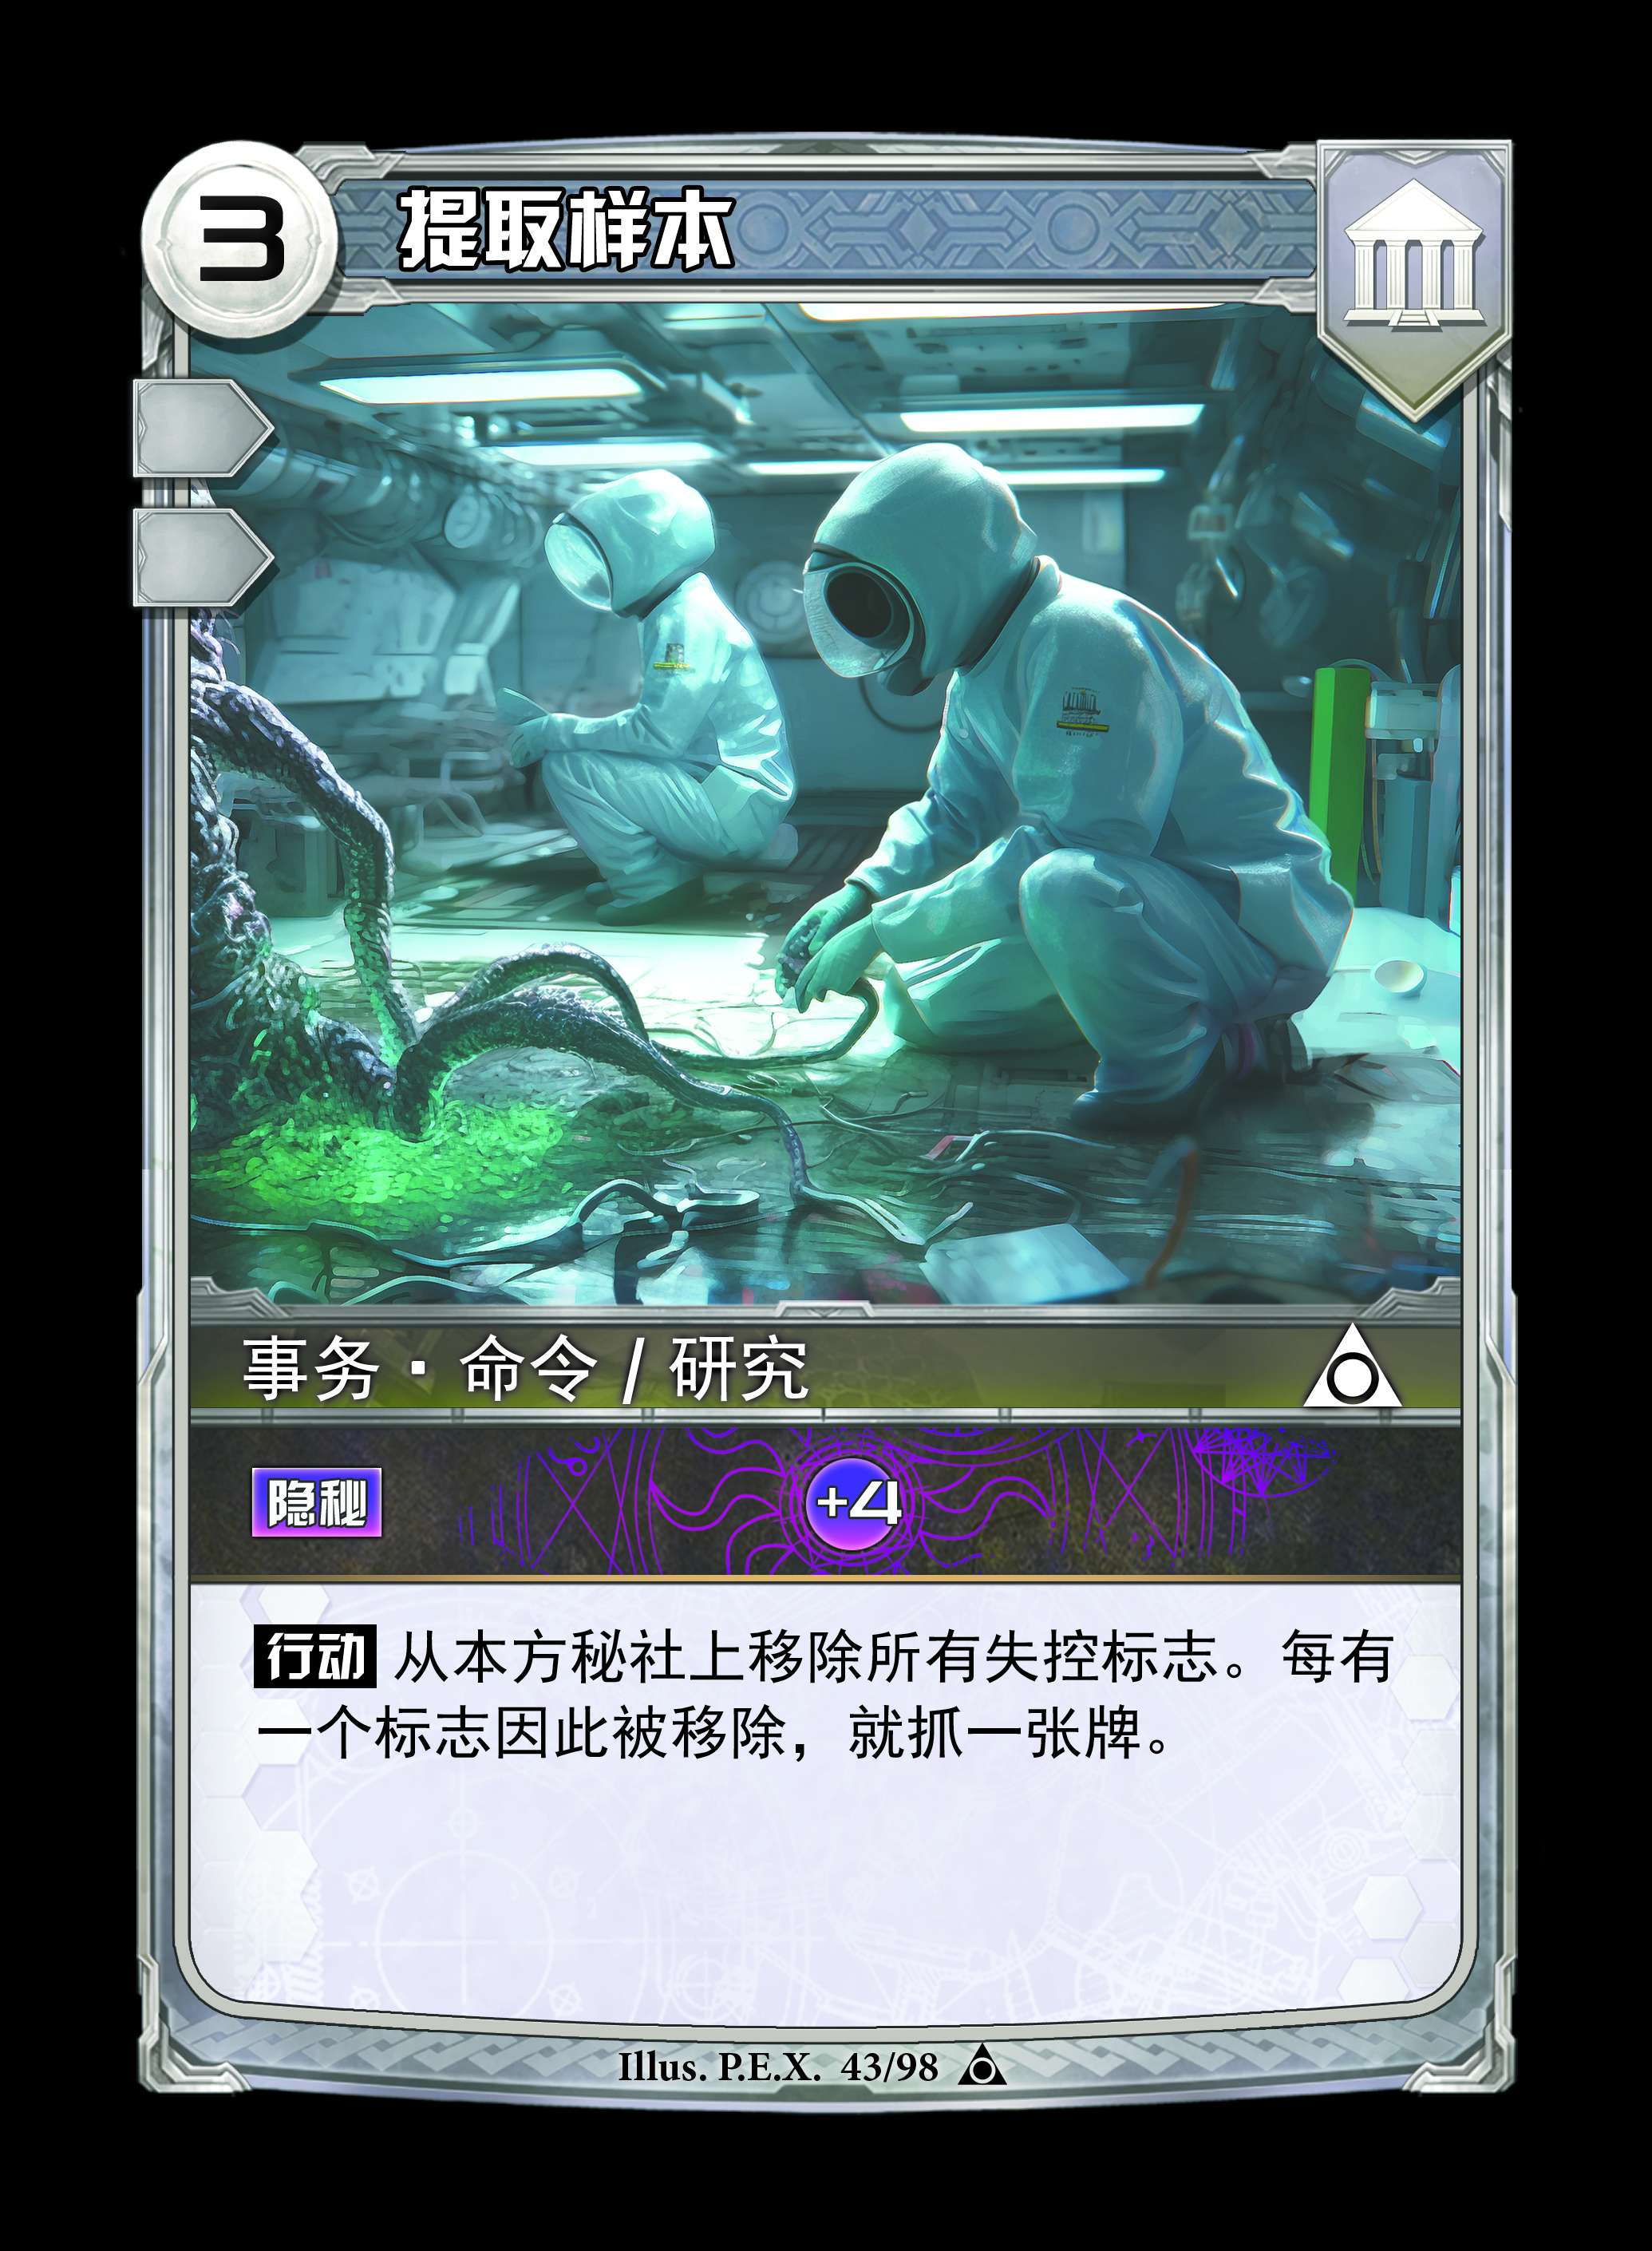 3
提取样本
事务·命令 / 研究
隐秘
+4
行动 从本方秘社上移除所有失控标志。每有
一个标志因此被移除，就抓一张牌。
Illus. P.E.X. 43/98